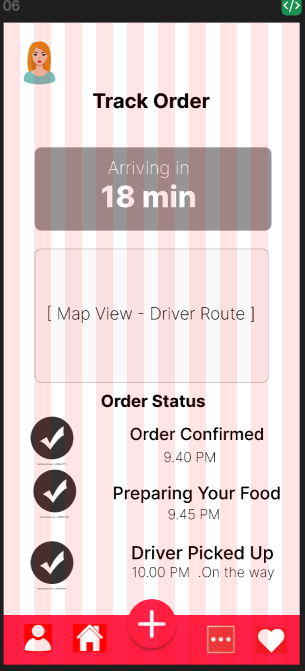 06
</>
Track Order
Arriving in
18 min
[ Map View - Driver Route ]
Order Status
Order Confirmed
9.40 PM
Preparing Your Food
9.45 PM
Driver Picked Up
10.00 PM .On the way